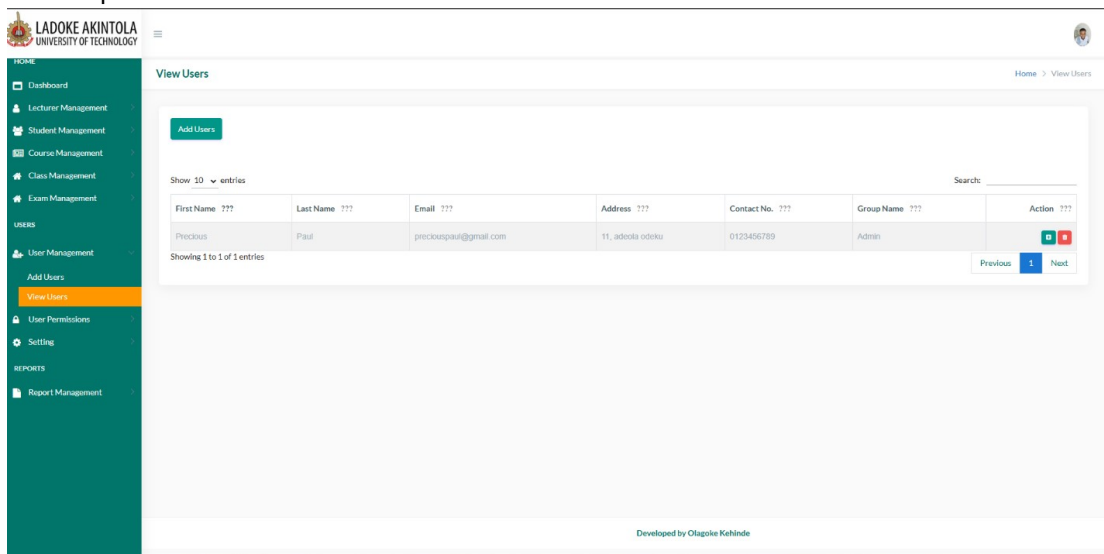 LADOKE AKINTOLA
UNIVERSITY OF TECHNOLOGY
HOME
Dashboard
Lecturer Management
Student Management
Course Management
Class Management
Exam Management
USERS
User Management
Add Users
View Users
User Permissions
Setting
REPORTS
Report Management
View Users
Home > View Users
Add Users
Show 10 entries
Search:
First Name ??? Last Name ??? Email ??? Address ??? Contact No. ??? Group Name ??? Action ???
Precious Paul preciouspaul@gmail.com 11, adeola odeku 0123456789 Admin
Showing 1 to 1 of 1 entries
Previous 1 Next
Developed by Olagoke Kehinde